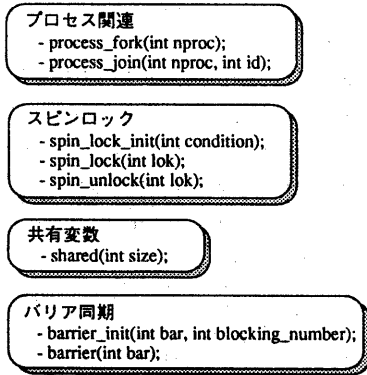 プロセス関連
- process_fork(int nproc);
- process_join(int nproc, int id);
スピンロック
- spin_lock_init(int condition);
- spin_lock(int lok);
- spin_unlock(int lok);
共有変数
- shared(int size);
バリア同期
- barrier_init(int bar, int blocking_number);
- barrier(int bar);